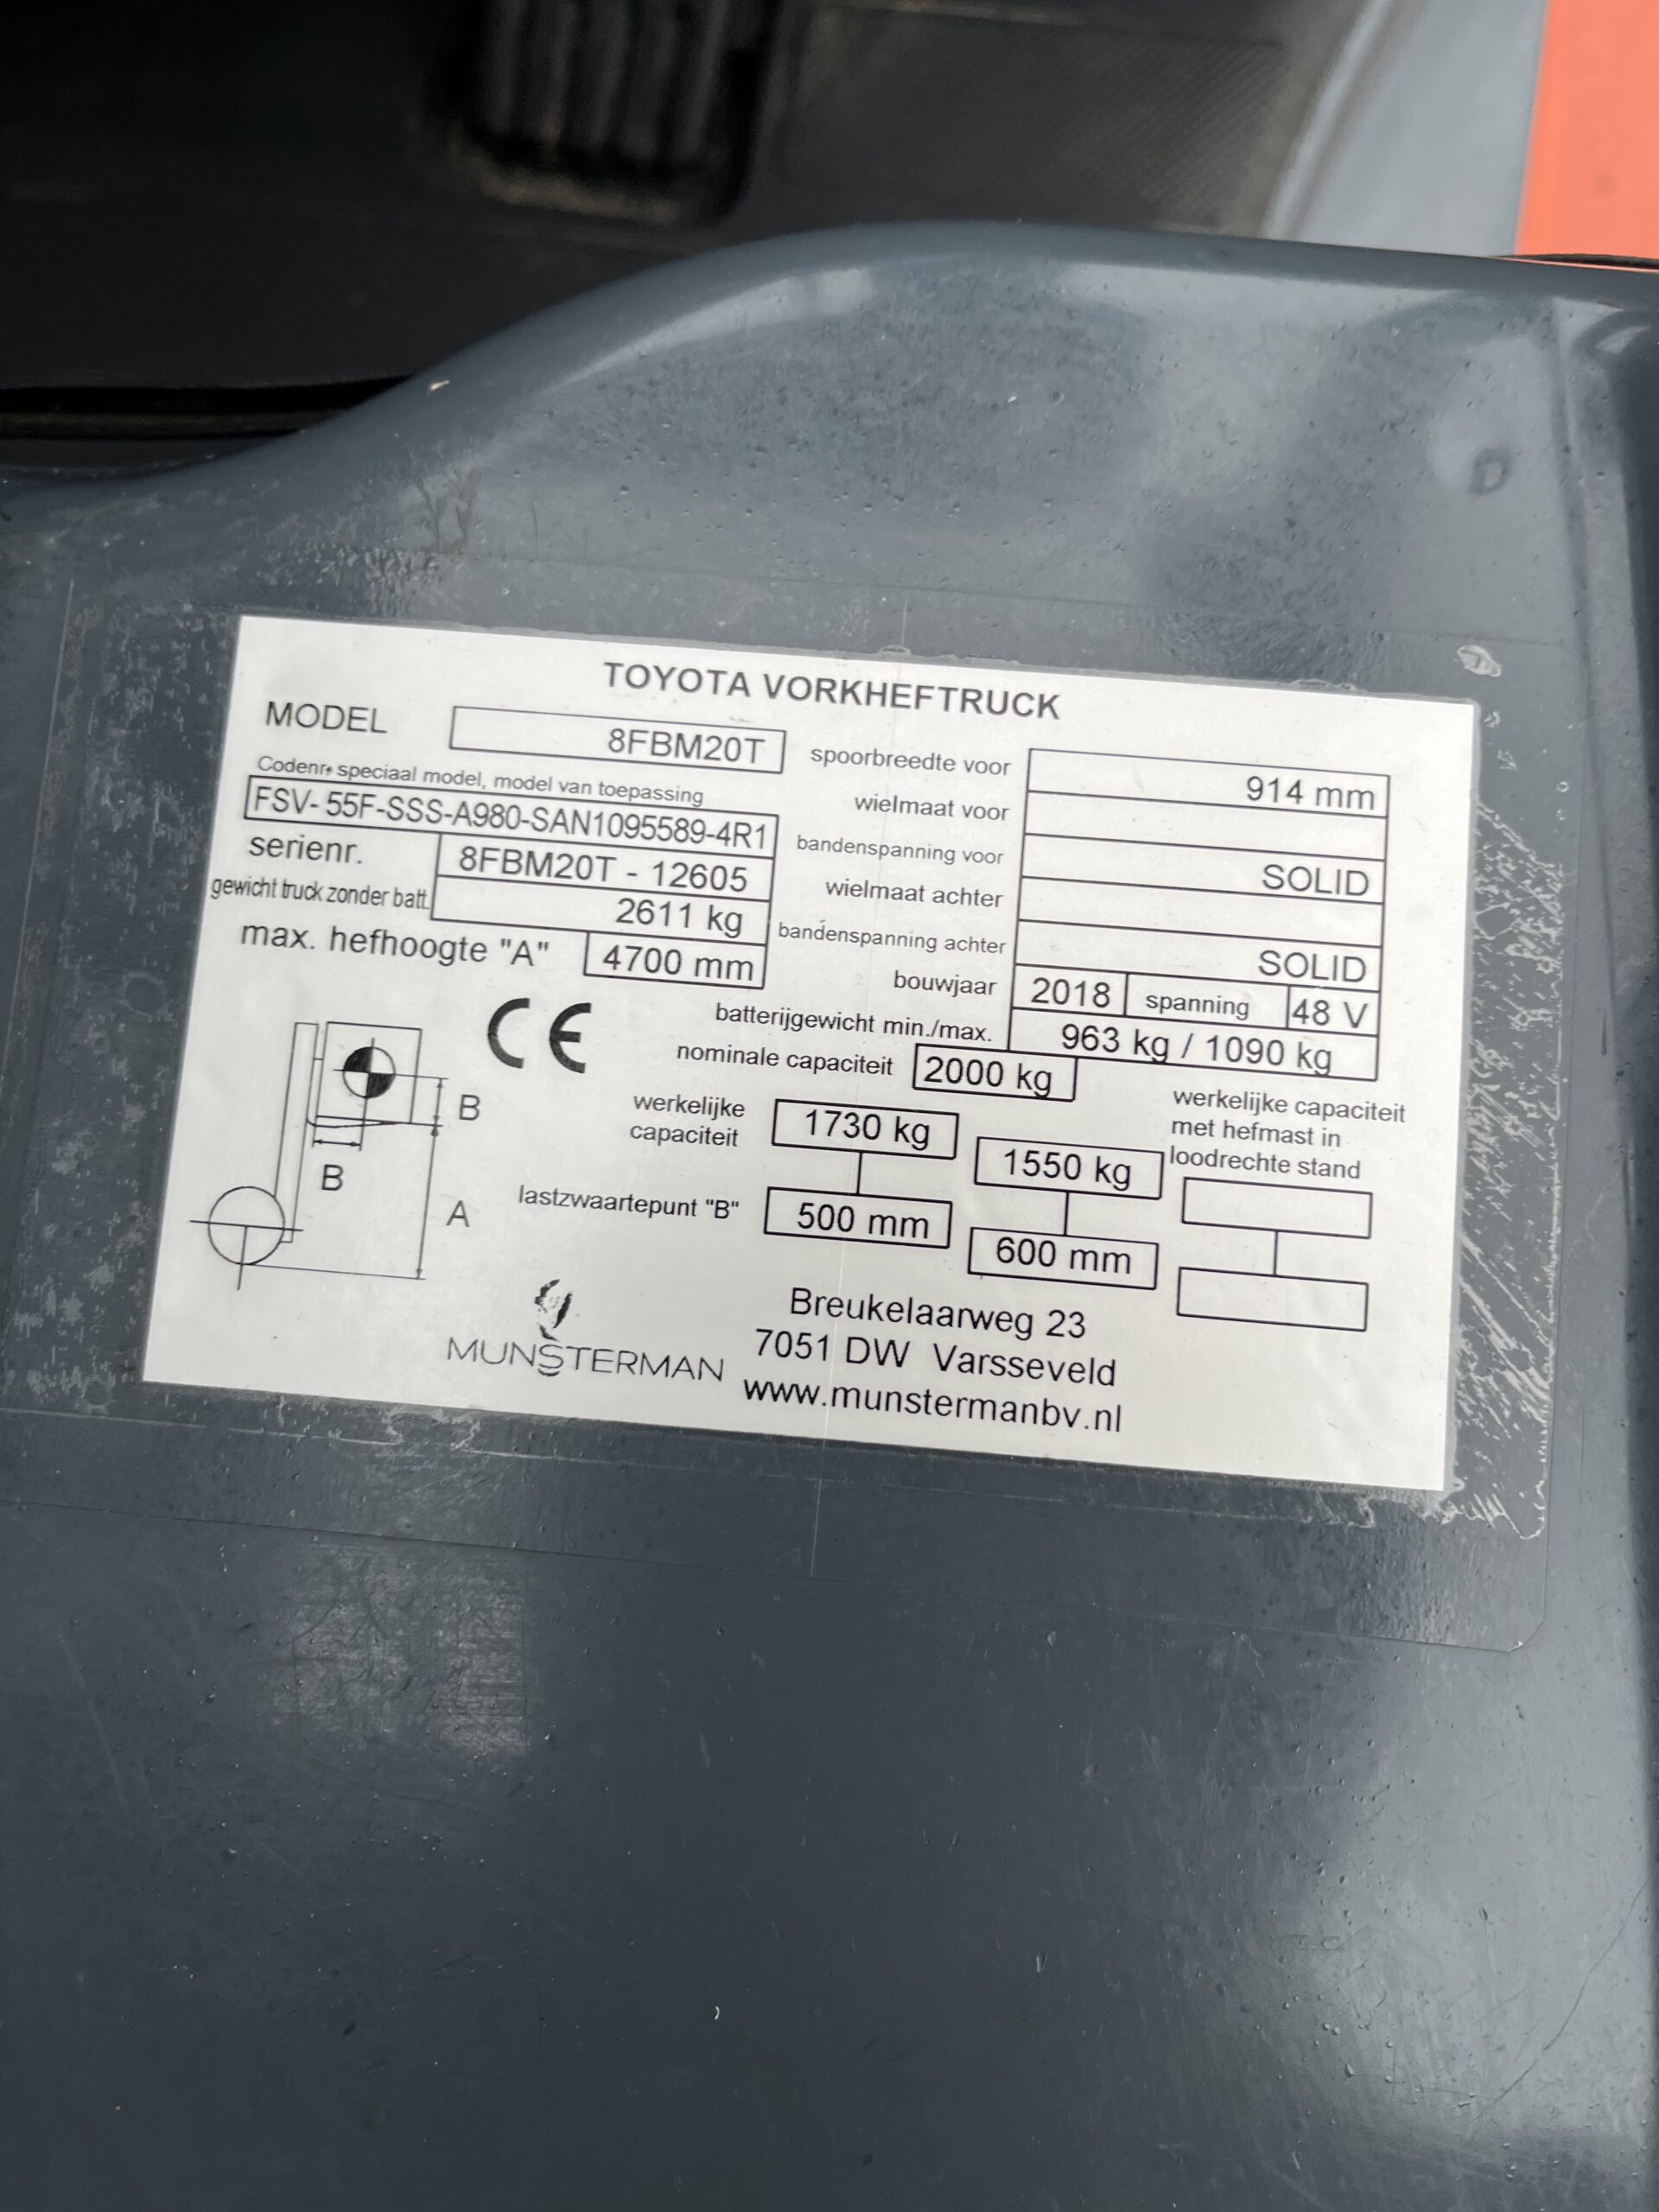 TOYOTA VORKHEFTRUCK
MODEL 8FBM20T
Codenr. speciaal model, model van toepassing
FSV- 55F-SSS-A980-SAN1095589-4R1
serienr. 8FBM20T - 12605
gewicht truck zonder batt. 2611 kg
max. hefhoogte "A" 4700 mm
spoorbreedte voor 914 mm
wielmaat voor
bandenspanning voor SOLID
wielmaat achter
bandenspanning achter SOLID
bouwjaar 2018 spanning 48 V
batterijgewicht min./max. 963 kg / 1090 kg
nominale capaciteit 2000 kg
CE
werkelijke
capaciteit
1730 kg
1550 kg
werkelijke capaciteit
met hefmast in
loodrechte stand
lastzwaartepunt "B" 500 mm
600 mm
B
B
A
MUNSTERMAN
Breukelaarweg 23
7051 DW Varsseveld
www.munstermanbv.nl